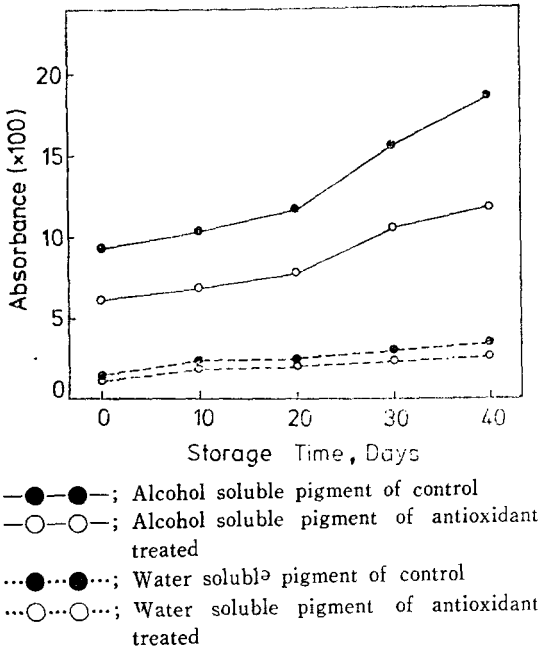 Absorbance (×100)
20
15
10
5
0
0 10 20 30 40
Storage Time, Days
—●—●—; Alcohol soluble pigment of control
—○—○—; Alcohol soluble pigment of antioxidant
treated
…●…●…; Water solublə pigment of control
…○…○…; Water soluble pigment of antioxidant
treated